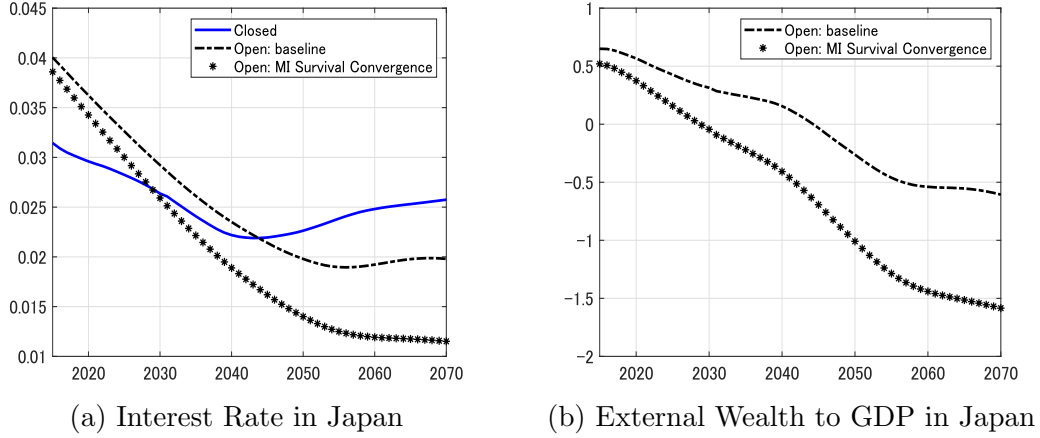 0.045
0.04
0.035
0.03
0.025
0.02
0.015
0.01
2020 2030 2040 2050 2060 2070
Closed
Open: baseline
Open: MI Survival Convergence
(a) Interest Rate in Japan
1
0.5
0
-0.5
-1
-1.5
-2
2020 2030 2040 2050 2060 2070
Open: baseline
Open: MI Survival Convergence
(b) External Wealth to GDP in Japan